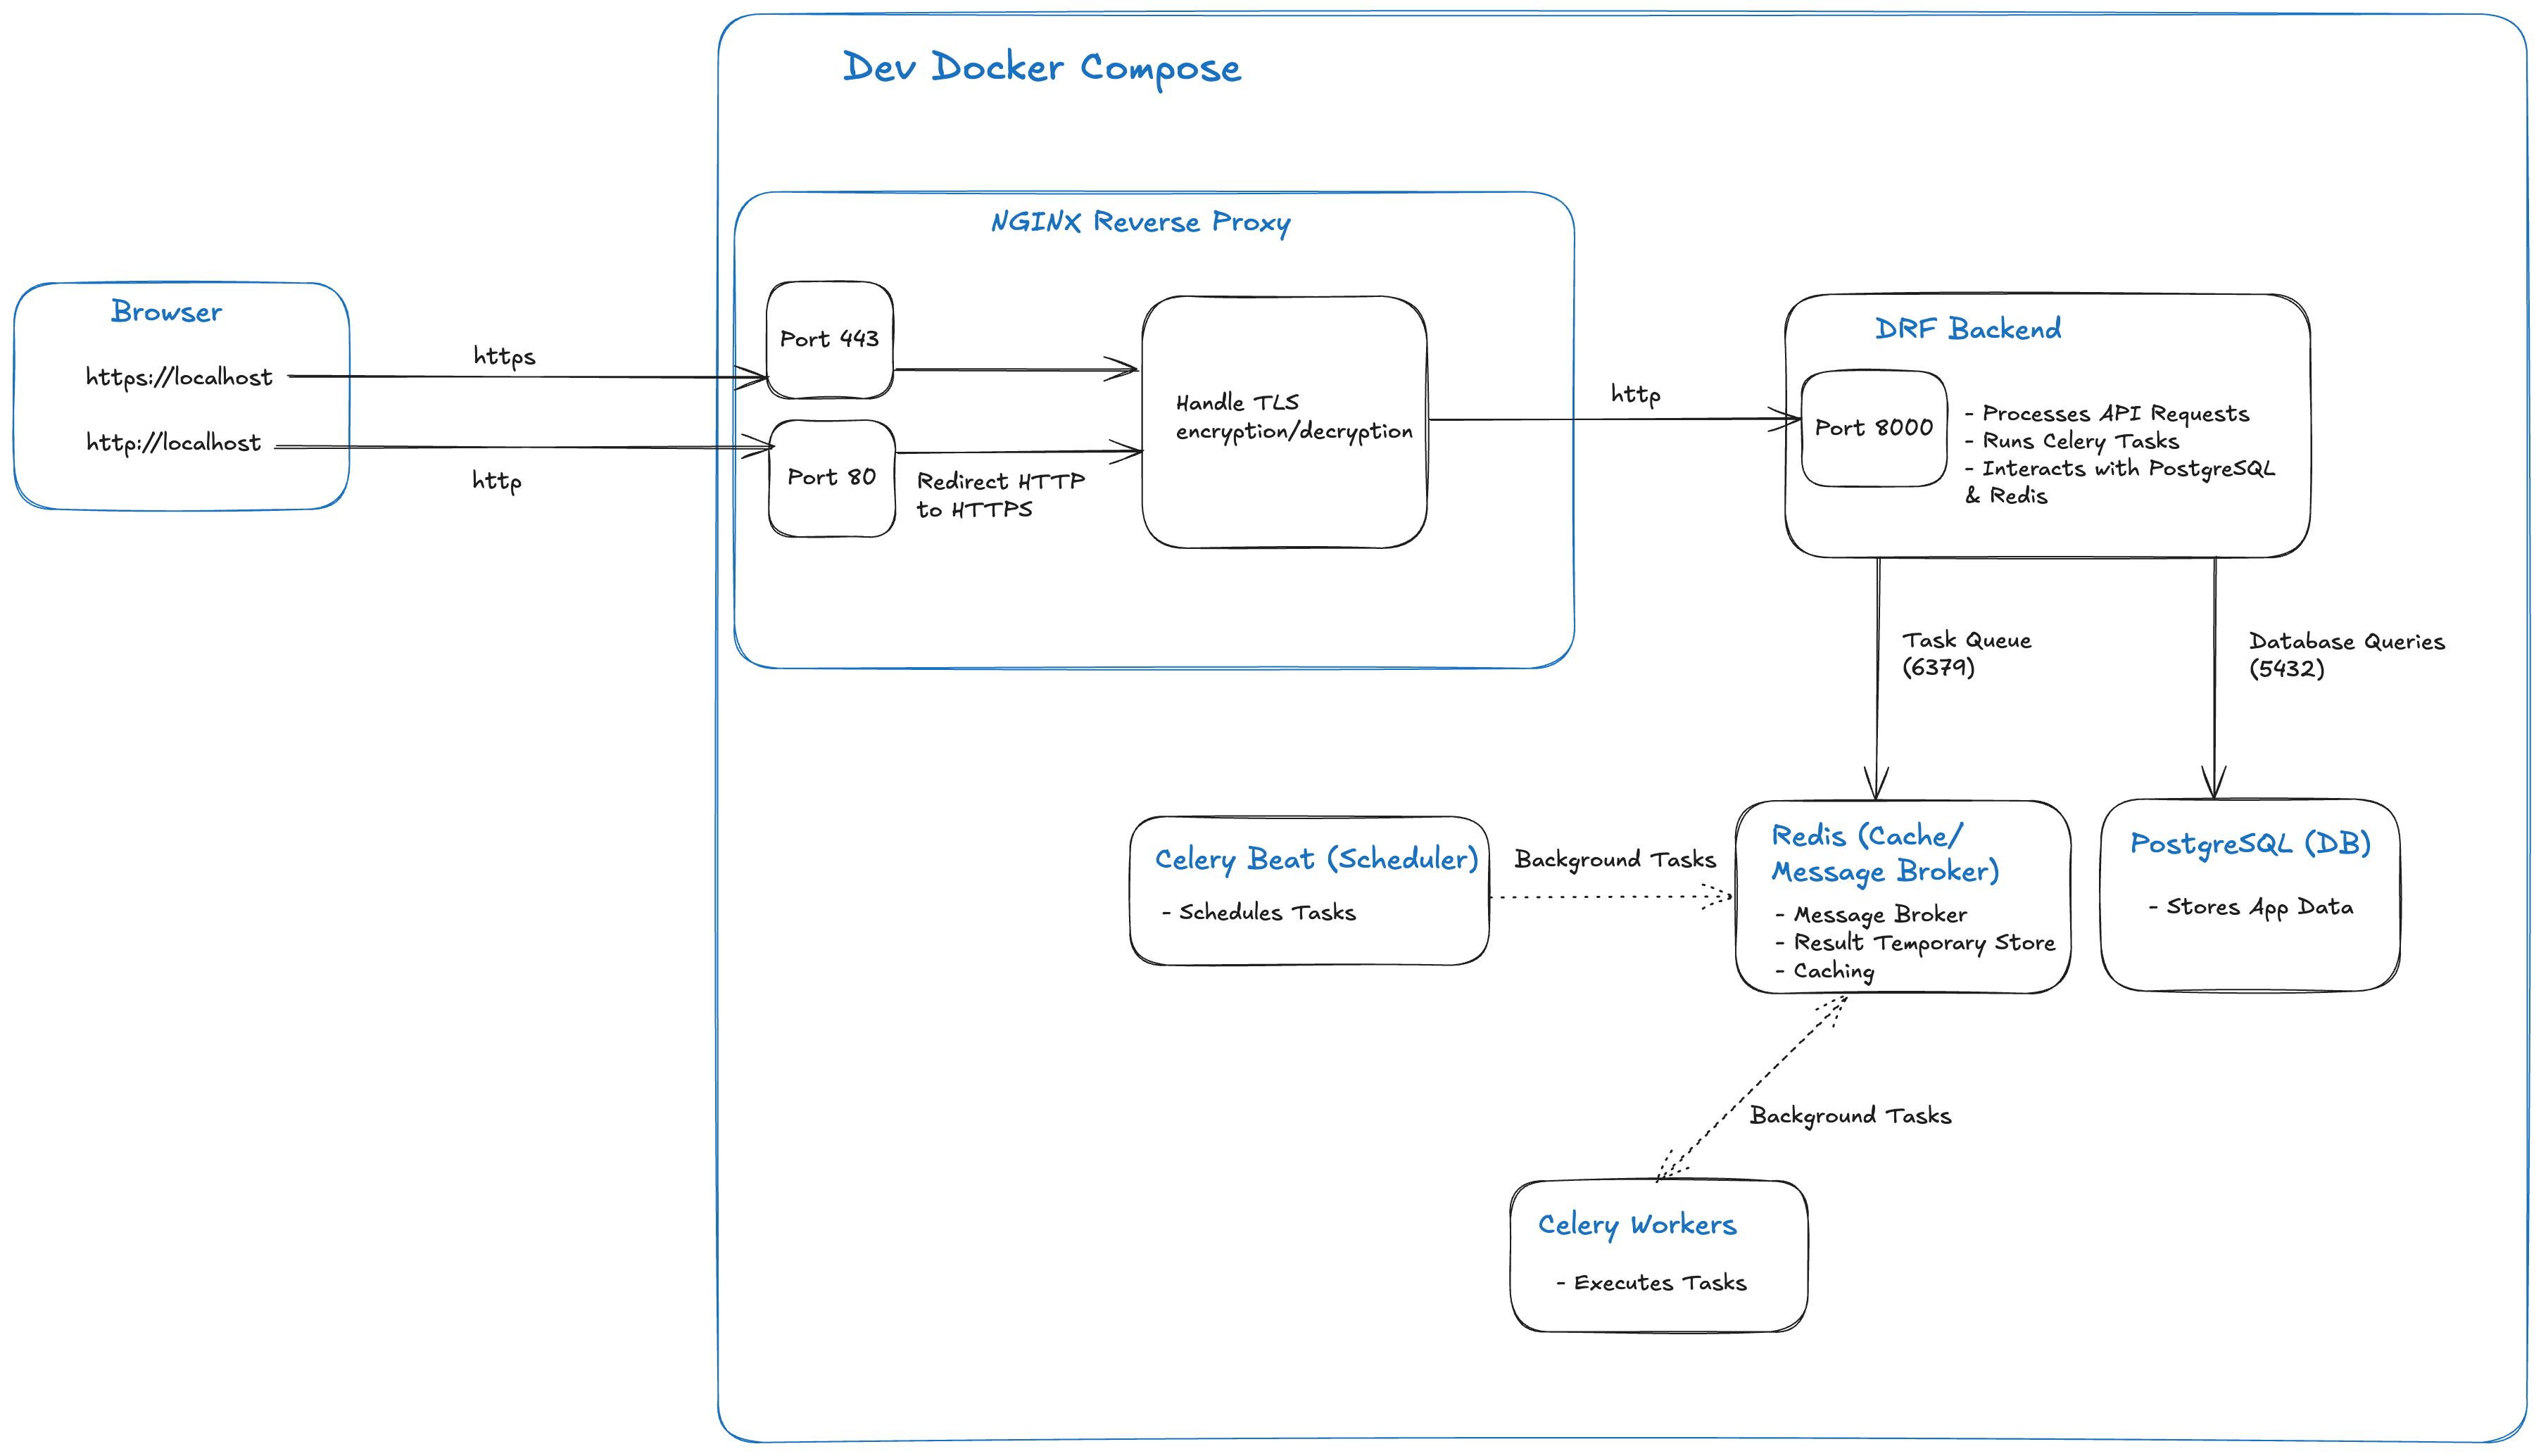 Dev Docker Compose
NGINX Reverse Proxy
Browser
https://localhost
http://localhost
https
http
Port 443
Port 80
Redirect HTTP
to HTTPS
Handle TLS
encryption/decryption
http
DRF Backend
Port 8000
- Processes API Requests
- Runs Celery Tasks
- Interacts with PostgreSQL
& Redis
Task Queue
(6379)
Database Queries
(5432)
Celery Beat (Scheduler)
- Schedules Tasks
Background Tasks
Redis (Cache/
Message Broker)
- Message Broker
- Result Temporary Store
- Caching
PostgreSQL (DB)
- Stores App Data
Background Tasks
Celery Workers
- Executes Tasks